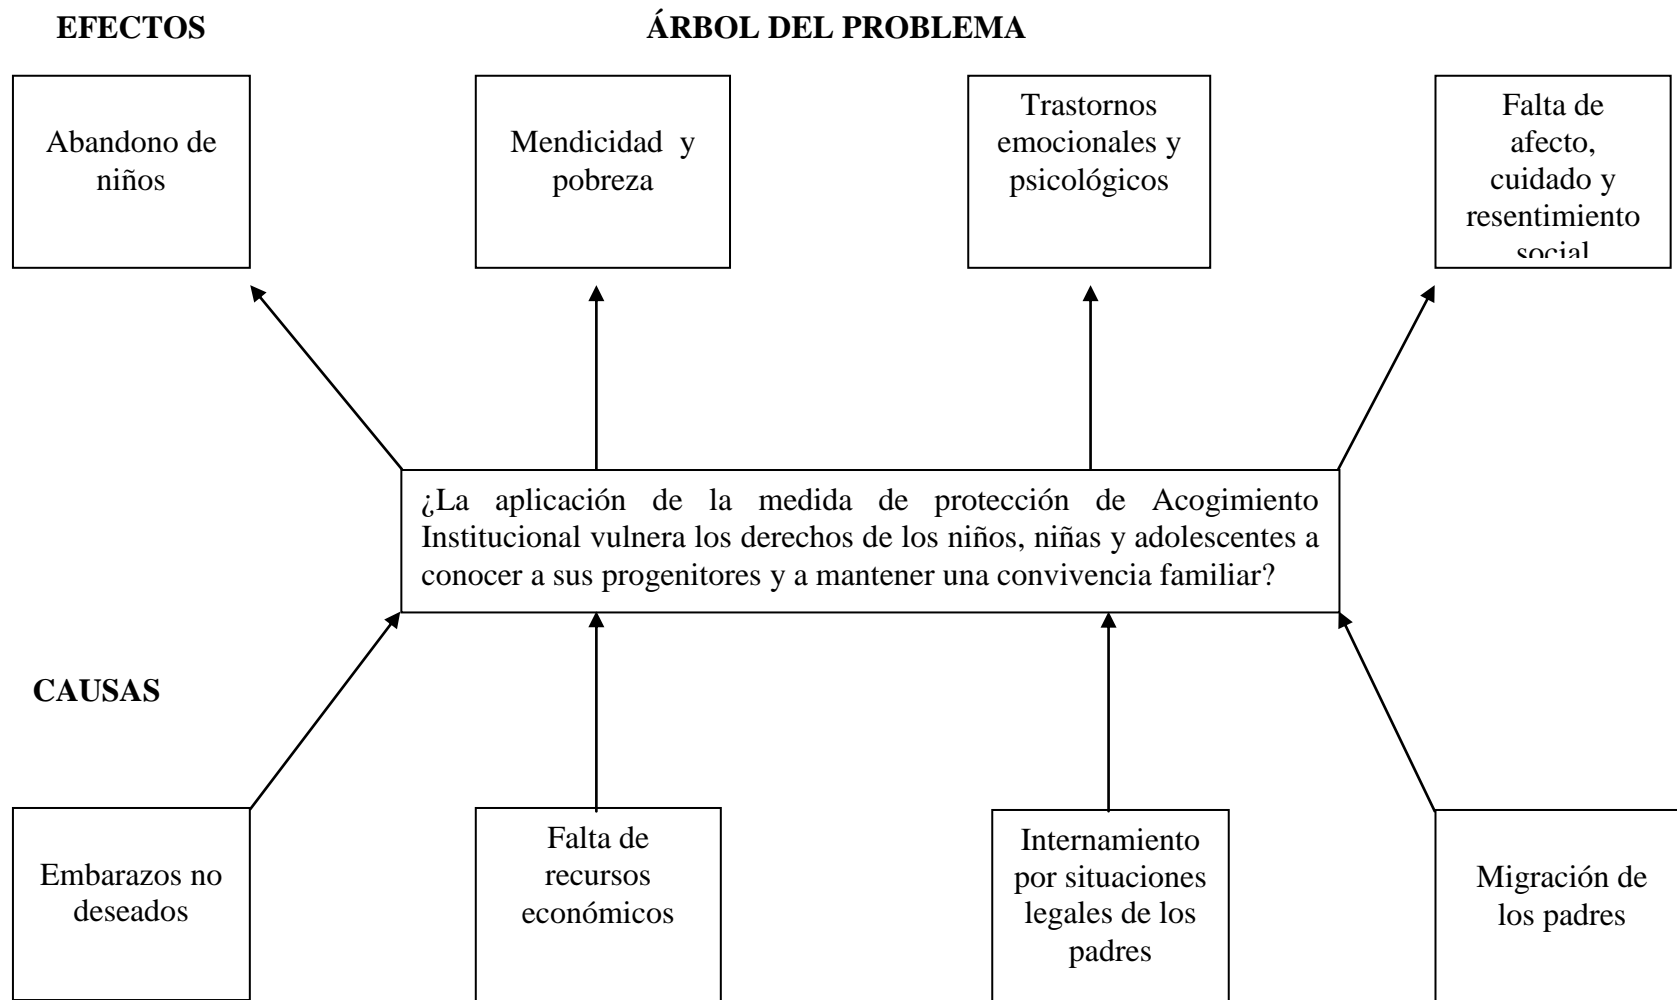 EFECTOS
ÁRBOL DEL PROBLEMA
Abandono de
niños
Mendicidad y
pobreza
Trastornos
emocionales y
psicológicos
Falta de
afecto,
cuidado y
resentimiento
social
¿La aplicación de la medida de protección de Acogimiento
Institucional vulnera los derechos de los niños, niñas y adolescentes a
conocer a sus progenitores y a mantener una convivencia familiar?
CAUSAS
Embarazos no
deseados
Falta de
recursos
económicos
Internamiento
por situaciones
legales de los
padres
Migración de
los padres